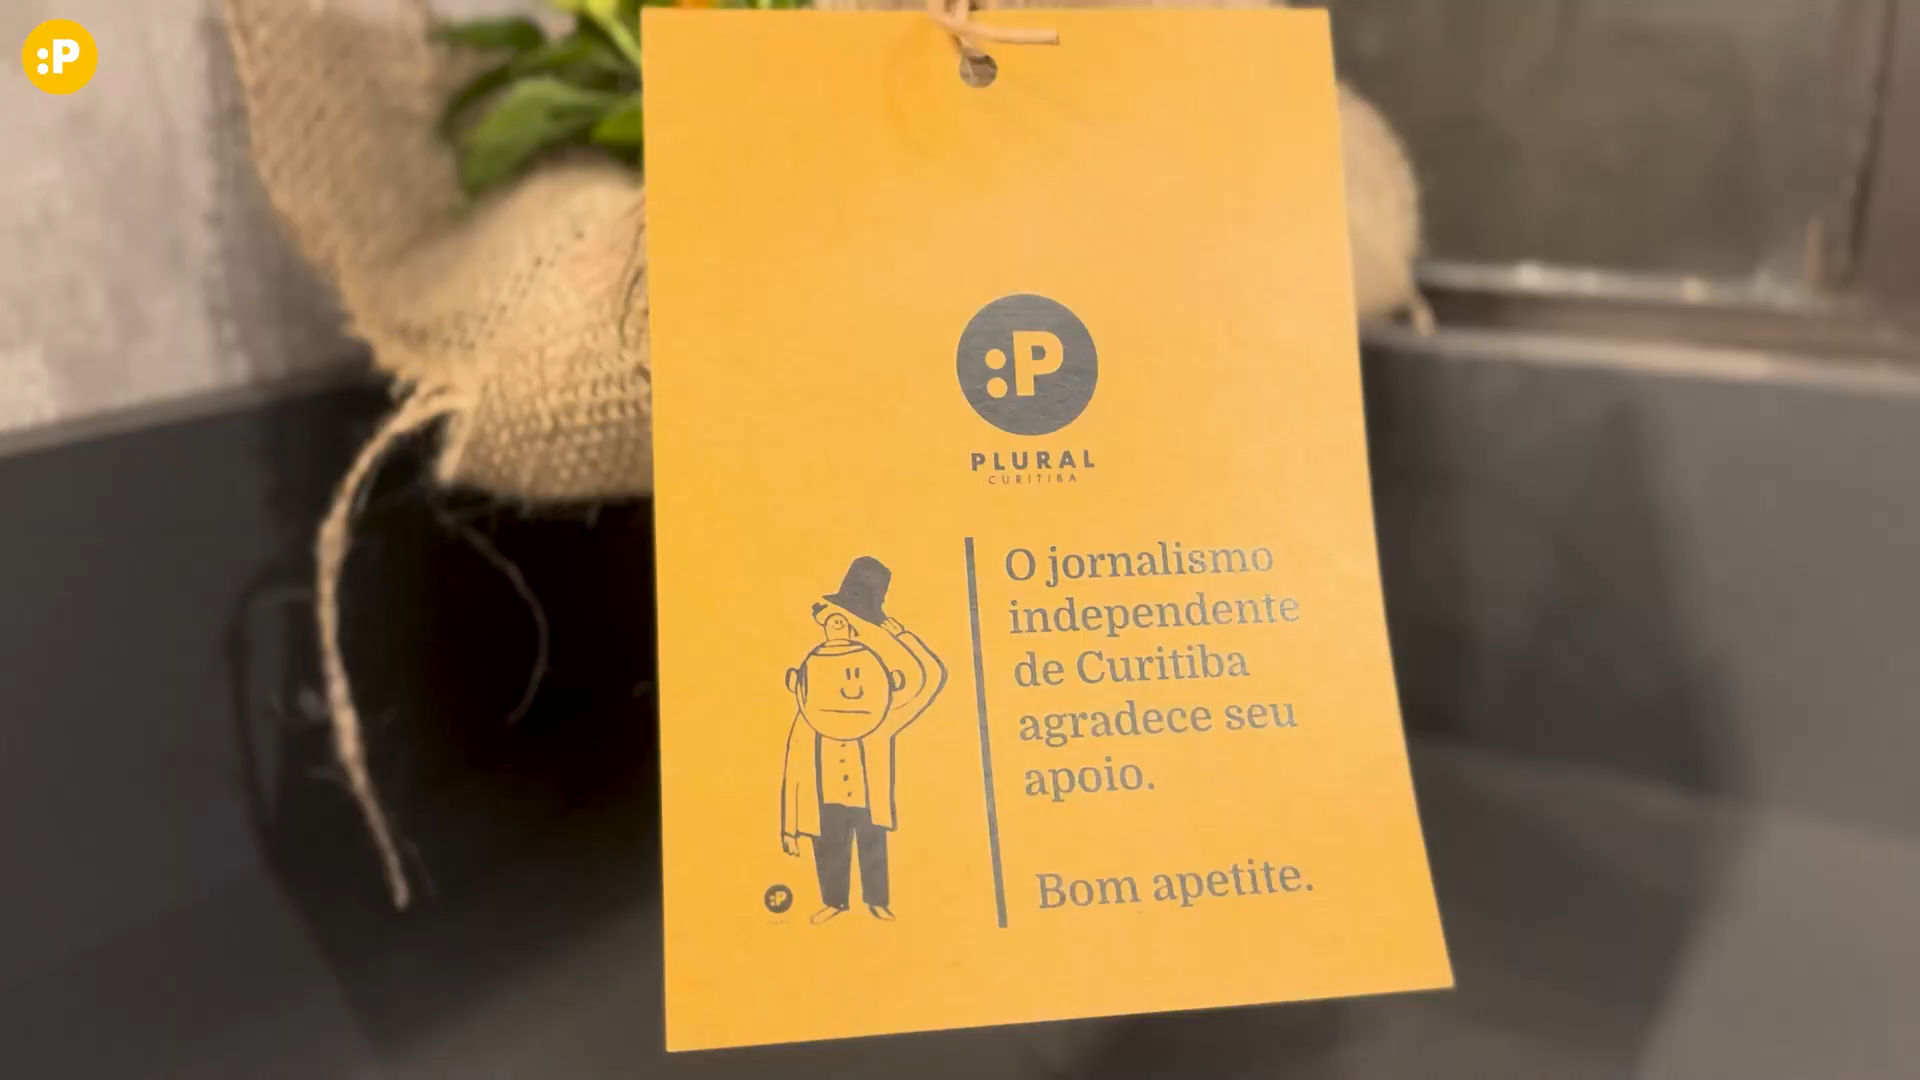 :P
:P
PLURAL
CURITIBA
O jornalismo
independente
de Curitiba
agradece seu
apoio.
Bom apetite.
:P